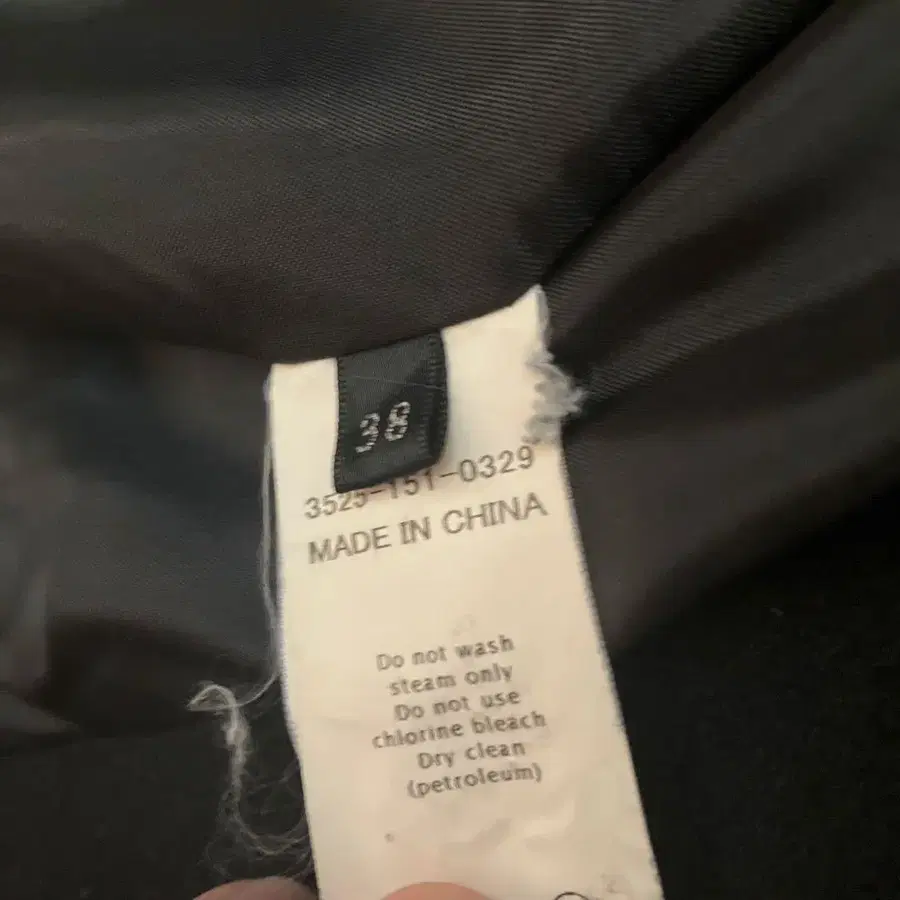 38
3525-151-0329
MADE IN CHINA
Do not wash
steam only
Do not use
chlorine bleach
Dry clean
(petroleum)